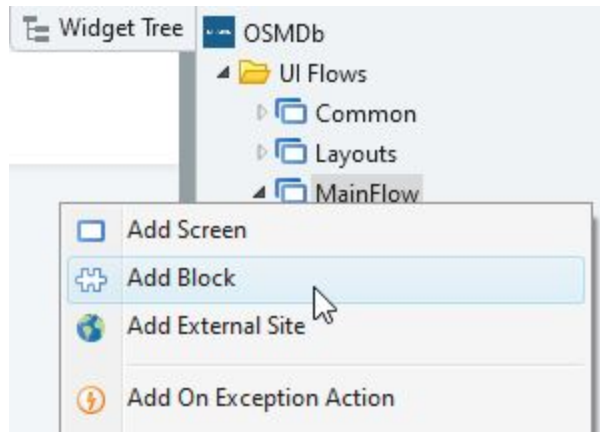 Widget Tree
OSMDb
UI Flows
Common
Layouts
MainFlow
Add Screen
Add Block
Add External Site
Add On Exception Action